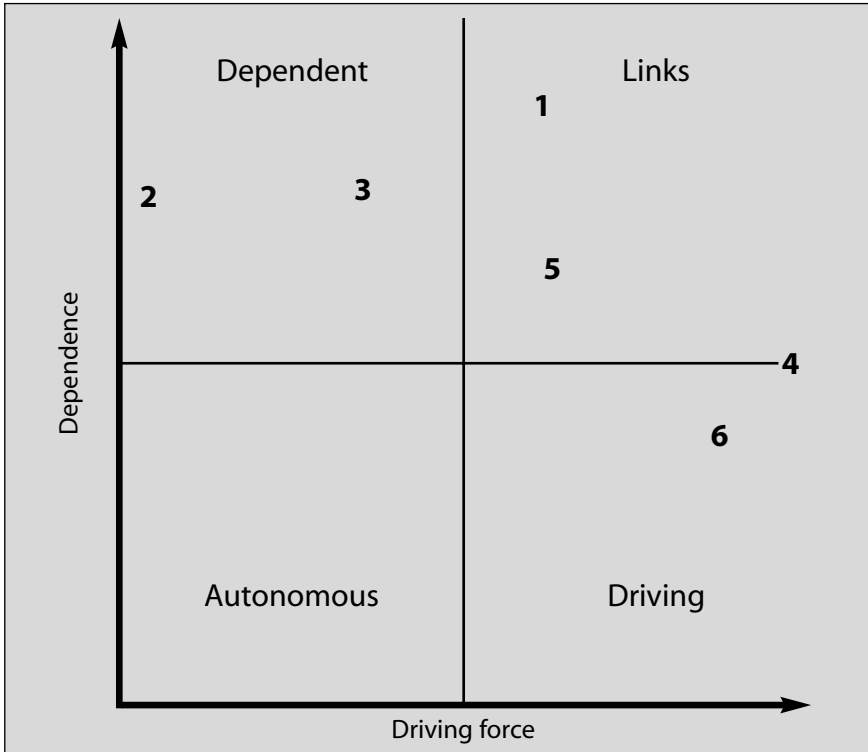 Dependent
Links
1
2
3
5
4
6
Dependence
Autonomous
Driving
Driving force